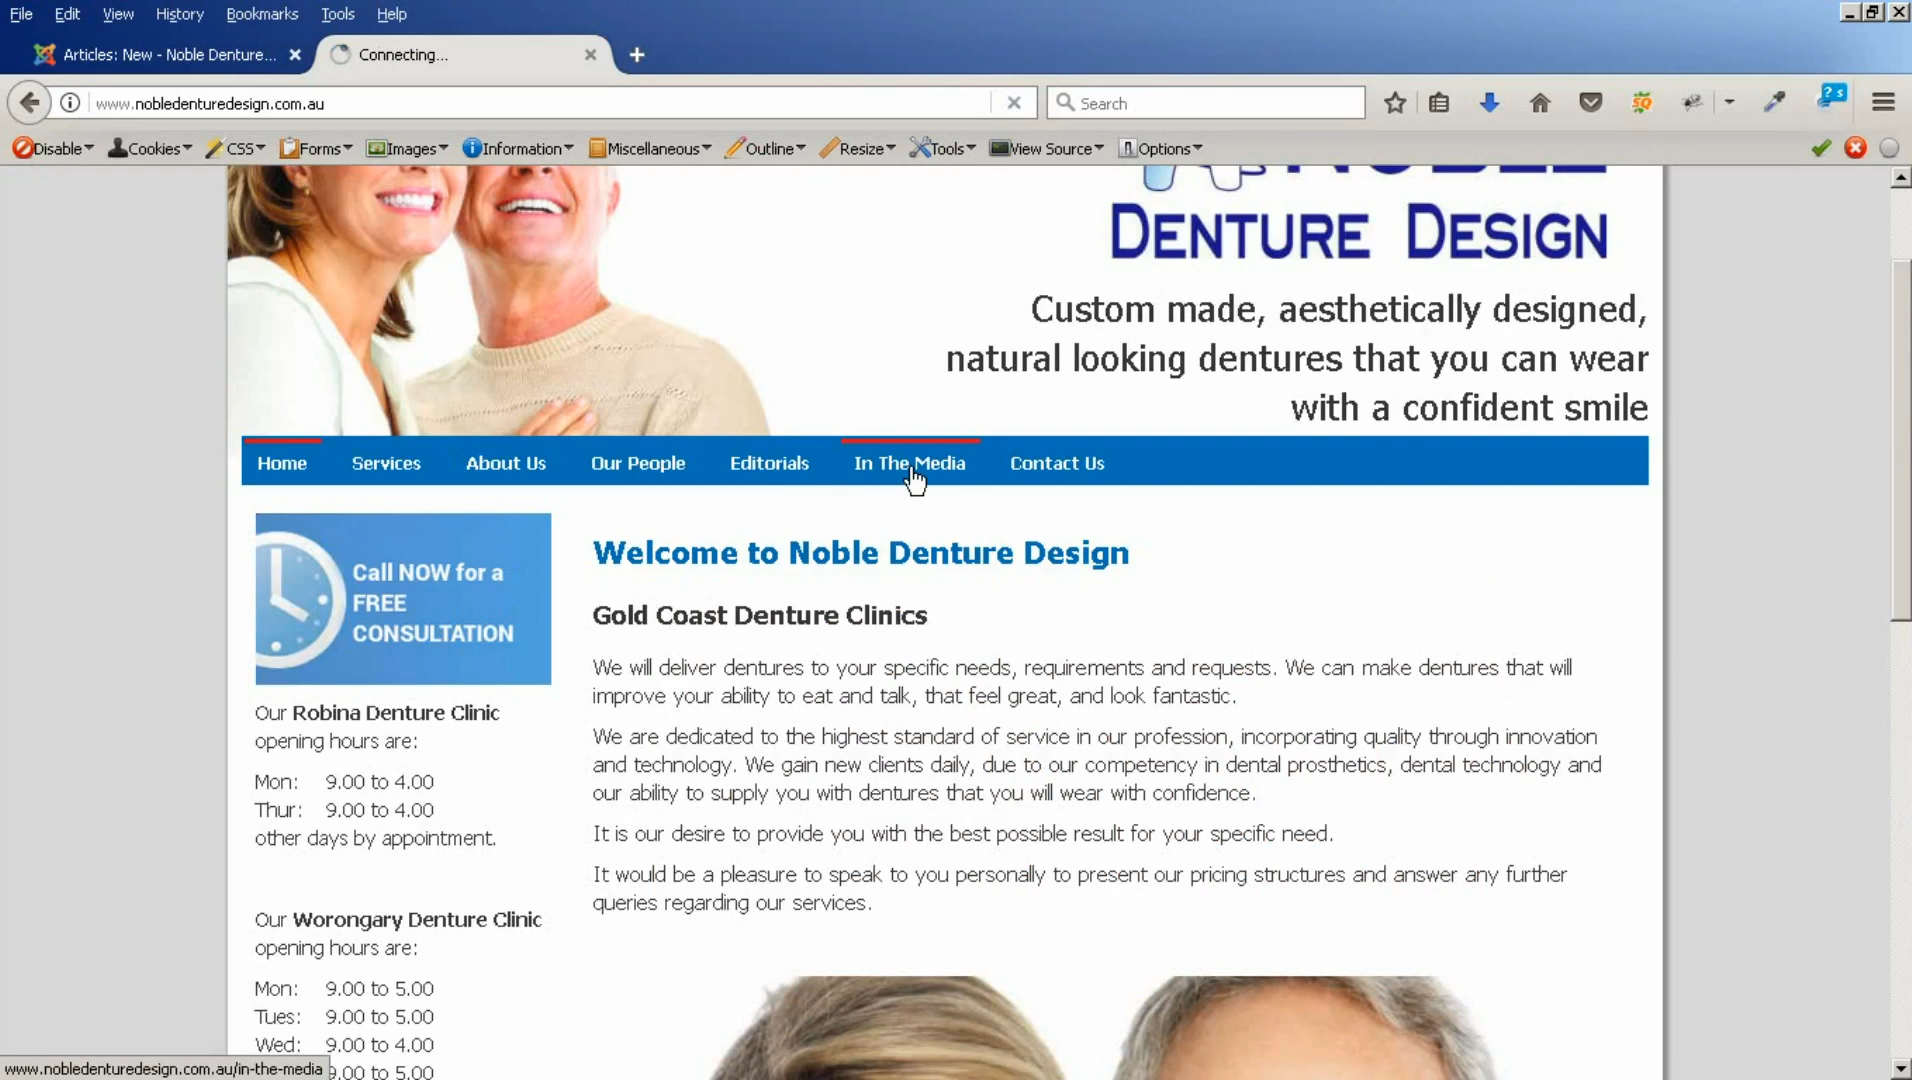 File Edit View History Bookmarks Tools Help
Articles: New - Noble Denture... Connecting...
www.nobledenturedesign.com.au Search
Disable Cookies CSS Forms Images Information Miscellaneous Outline Resize Tools View Source Options
DENTURE DESIGN
Custom made, aesthetically designed,
natural looking dentures that you can wear
with a confident smile
Home Services About Us Our People Editorials In The Media Contact Us
Call NOW for a
FREE
CONSULTATION
Our Robina Denture Clinic
opening hours are:
Mon: 9.00 to 4.00
Thur: 9.00 to 4.00
other days by appointment.
Our Worongary Denture Clinic
opening hours are:
Mon: 9.00 to 5.00
Tues: 9.00 to 5.00
Wed: 9.00 to 4.00
9.00 to 5.00
Welcome to Noble Denture Design
Gold Coast Denture Clinics
We will deliver dentures to your specific needs, requirements and requests. We can make dentures that will
improve your ability to eat and talk, that feel great, and look fantastic.
We are dedicated to the highest standard of service in our profession, incorporating quality through innovation
and technology. We gain new clients daily, due to our competency in dental prosthetics, dental technology and
our ability to supply you with dentures that you will wear with confidence.
It is our desire to provide you with the best possible result for your specific need.
It would be a pleasure to speak to you personally to present our pricing structures and answer any further
queries regarding our services.
www.nobledenturedesign.com.au/in-the-media